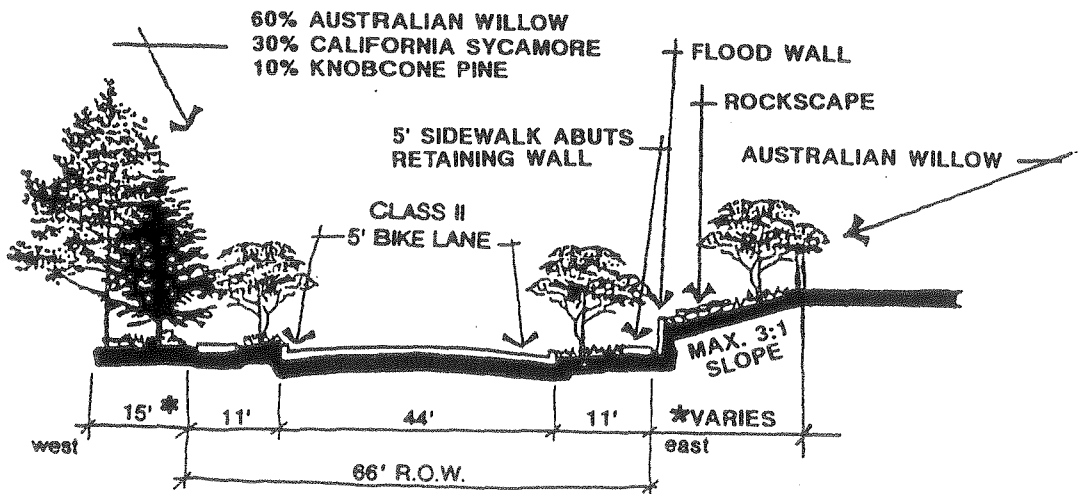 60% AUSTRALIAN WILLOW
30% CALIFORNIA SYCAMORE
10% KNOBCONE PINE
FLOOD WALL
ROCKSCAPE
5' SIDEWALK ABUTS
RETAINING WALL
AUSTRALIAN WILLOW
CLASS II
5' BIKE LANE
MAX. 3:1
SLOPE
15' *
11'
44'
11'
*VARIES
west
east
66' R.O.W.